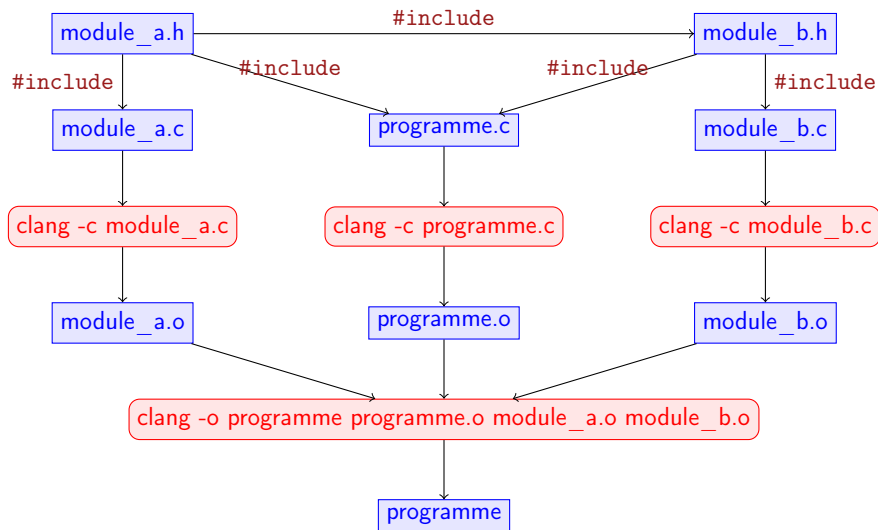 #include
module_a.h
module_b.h
#include
#include
#include
#include
module_a.c
programme.c
module_b.c
clang -c module_a.c
clang -c programme.c
clang -c module_b.c
module_a.o
programme.o
module_b.o
clang -o programme programme.o module_a.o module_b.o
programme